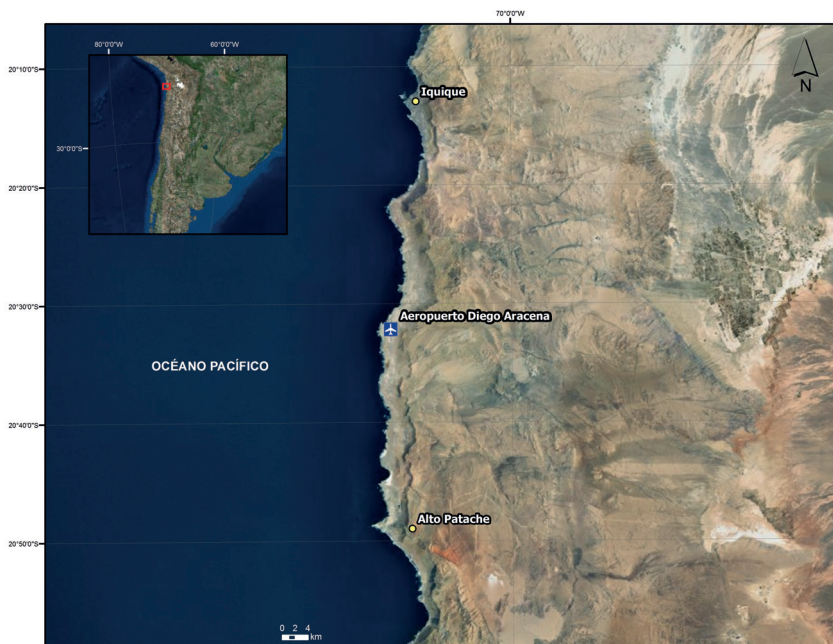 70°0'0"W
80°0'0"W
60°0'0"W
20°10'0"S
Iquique
N
30°0'0"S
20°20'0"S
20°30'0"S
Aeropuerto Diego Aracena
OCÉANO PACÍFICO
20°40'0"S
Alto Patache
20°50'0"S
0 2 4
km